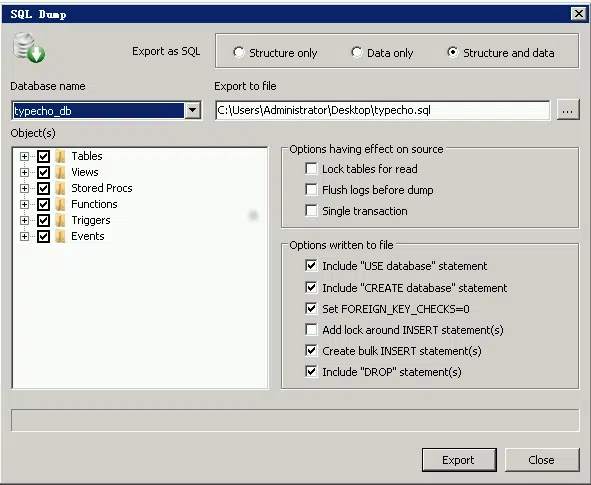 SQL Dump
Export as SQL
Structure only
Data only
Structure and data
Database name
Export to file
typecho_db
C:\Users\Administrator\Desktop\typecho.sql
...
Object(s)
Tables
Views
Stored Procs
Functions
Triggers
Events
Options having effect on source
Lock tables for read
Flush logs before dump
Single transaction
Options written to file
Include "USE database" statement
Include "CREATE database" statement
Set FOREIGN_KEY_CHECKS=0
Add lock around INSERT statement(s)
Create bulk INSERT statement(s)
Include "DROP" statement(s)
Export
Close